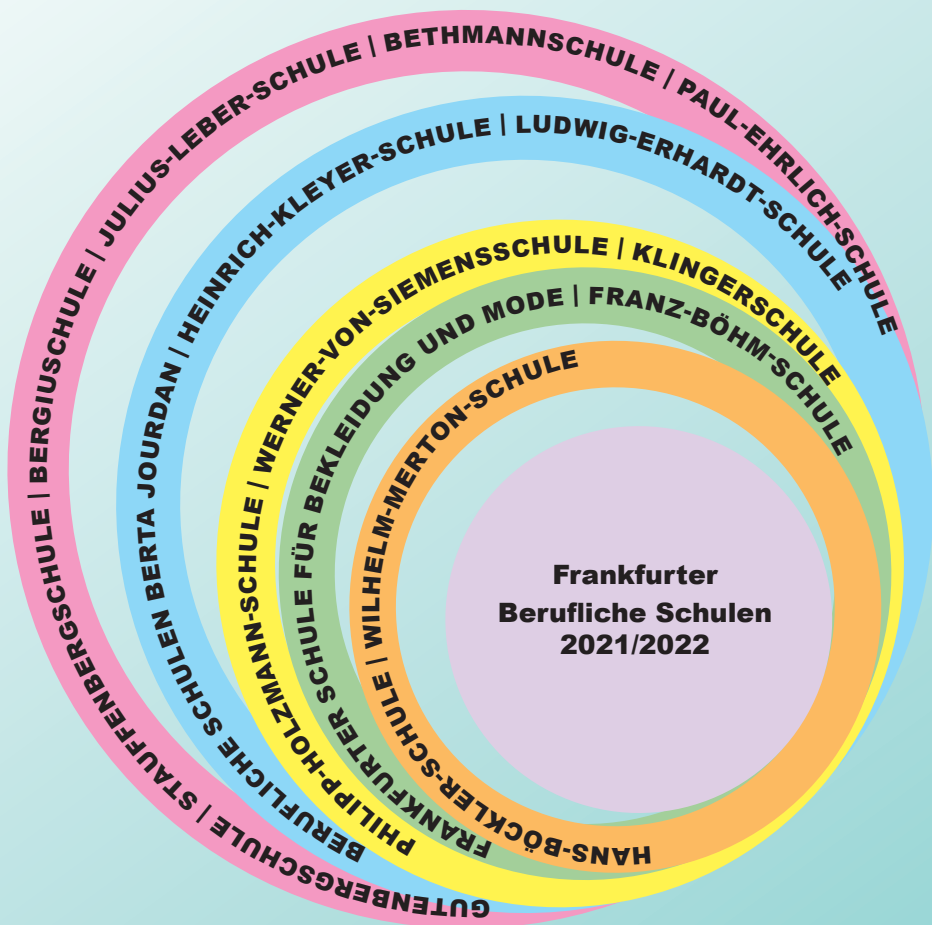 GUTENBERGSCHULE | STAUFFENBERGSCHULE | BERGIUSCHULE | JULIUS-LEBER-SCHULE | BETHMANNSCHULE | PAUL-EHRLICH-SCHULE
BERUFLICHE SCHULEN BERTA JOURDAN | HEINRICH-KLEYER-SCHULE | LUDWIG-ERHARDT-SCHULE
PHILIPP-HOLZMANN-SCHULE | WERNER-VON-SIEMENSSCHULE | KLINGERSCHULE
FRANKFURTER SCHULE FÜR BEKLEIDUNG UND MODE | FRANZ-BÖHM-SCHULE
HANS-BÖCKLER-SCHULE | WILHELM-MERTON-SCHULE
Frankfurter
Berufliche Schulen
2021/2022